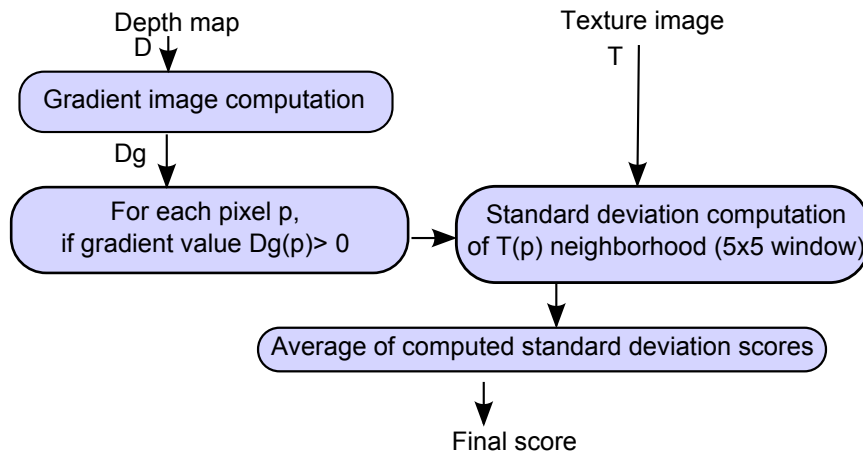 Depth map
D
Texture image
T
Gradient image computation
Dg
For each pixel p,
if gradient value Dg(p)> 0
Standard deviation computation
of T(p) neighborhood (5x5 window)
Average of computed standard deviation scores
Final score